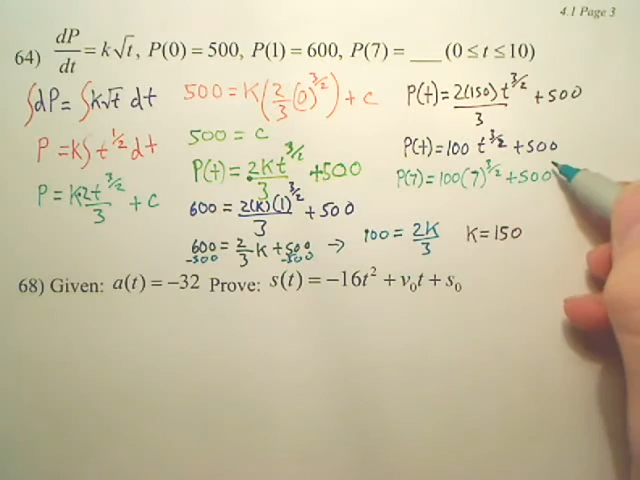 4.1 Page 3
64) dP/dt = k√t, P(0) = 500, P(1) = 600, P(7) = ___ (0 ≤ t ≤ 10)
∫dP = ∫k√t dt
P = k∫ t^1/2 dt
P = k 2t^3/2/3 + C
500 = K(2/3 (0)^3/2) + C
500 = C
P(t) = 2Kt^3/2/3 + 500
600 = 2(K)(1)^3/2/3 + 500
600 = 2/3 K + 500 → 100 = 2K/3 K = 150
-500 -500
P(t) = 2(150) t^3/2/3 + 500
P(t) = 100 t^3/2 + 500
P(7) = 100(7)^3/2 + 500
68) Given: a(t) = −32 Prove: s(t) = −16t² + v₀t + s₀